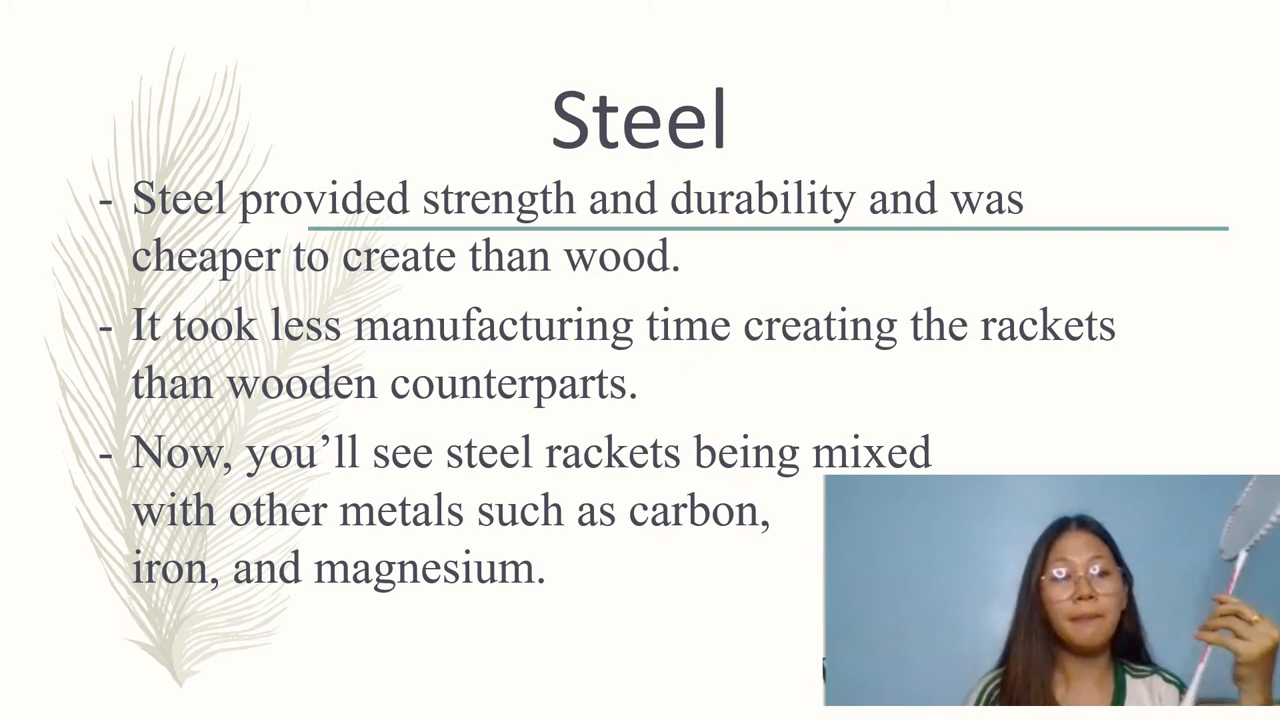 Steel
- Steel provided strength and durability and was
cheaper to create than wood.
- It took less manufacturing time creating the rackets
than wooden counterparts.
- Now, you’ll see steel rackets being mixed
with other metals such as carbon,
iron, and magnesium.